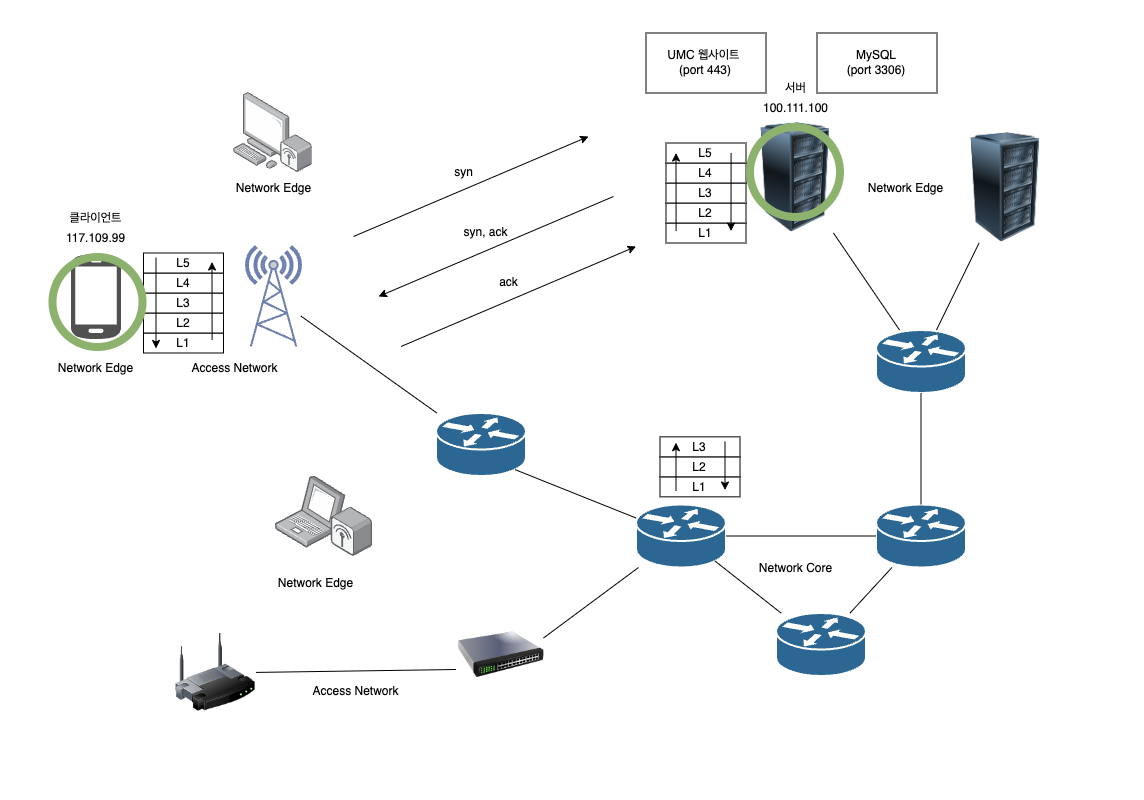 UMC 웹사이트
(port 443)
MySQL
(port 3306)
서버
100.111.100
Network Edge
syn
L5
L4
L3
L2
L1
Network Edge
클라이언트
117.109.99
syn, ack
L5
L4
L3
L2
L1
ack
Network Edge
Access Network
L3
L2
L1
Network Core
Network Edge
Access Network